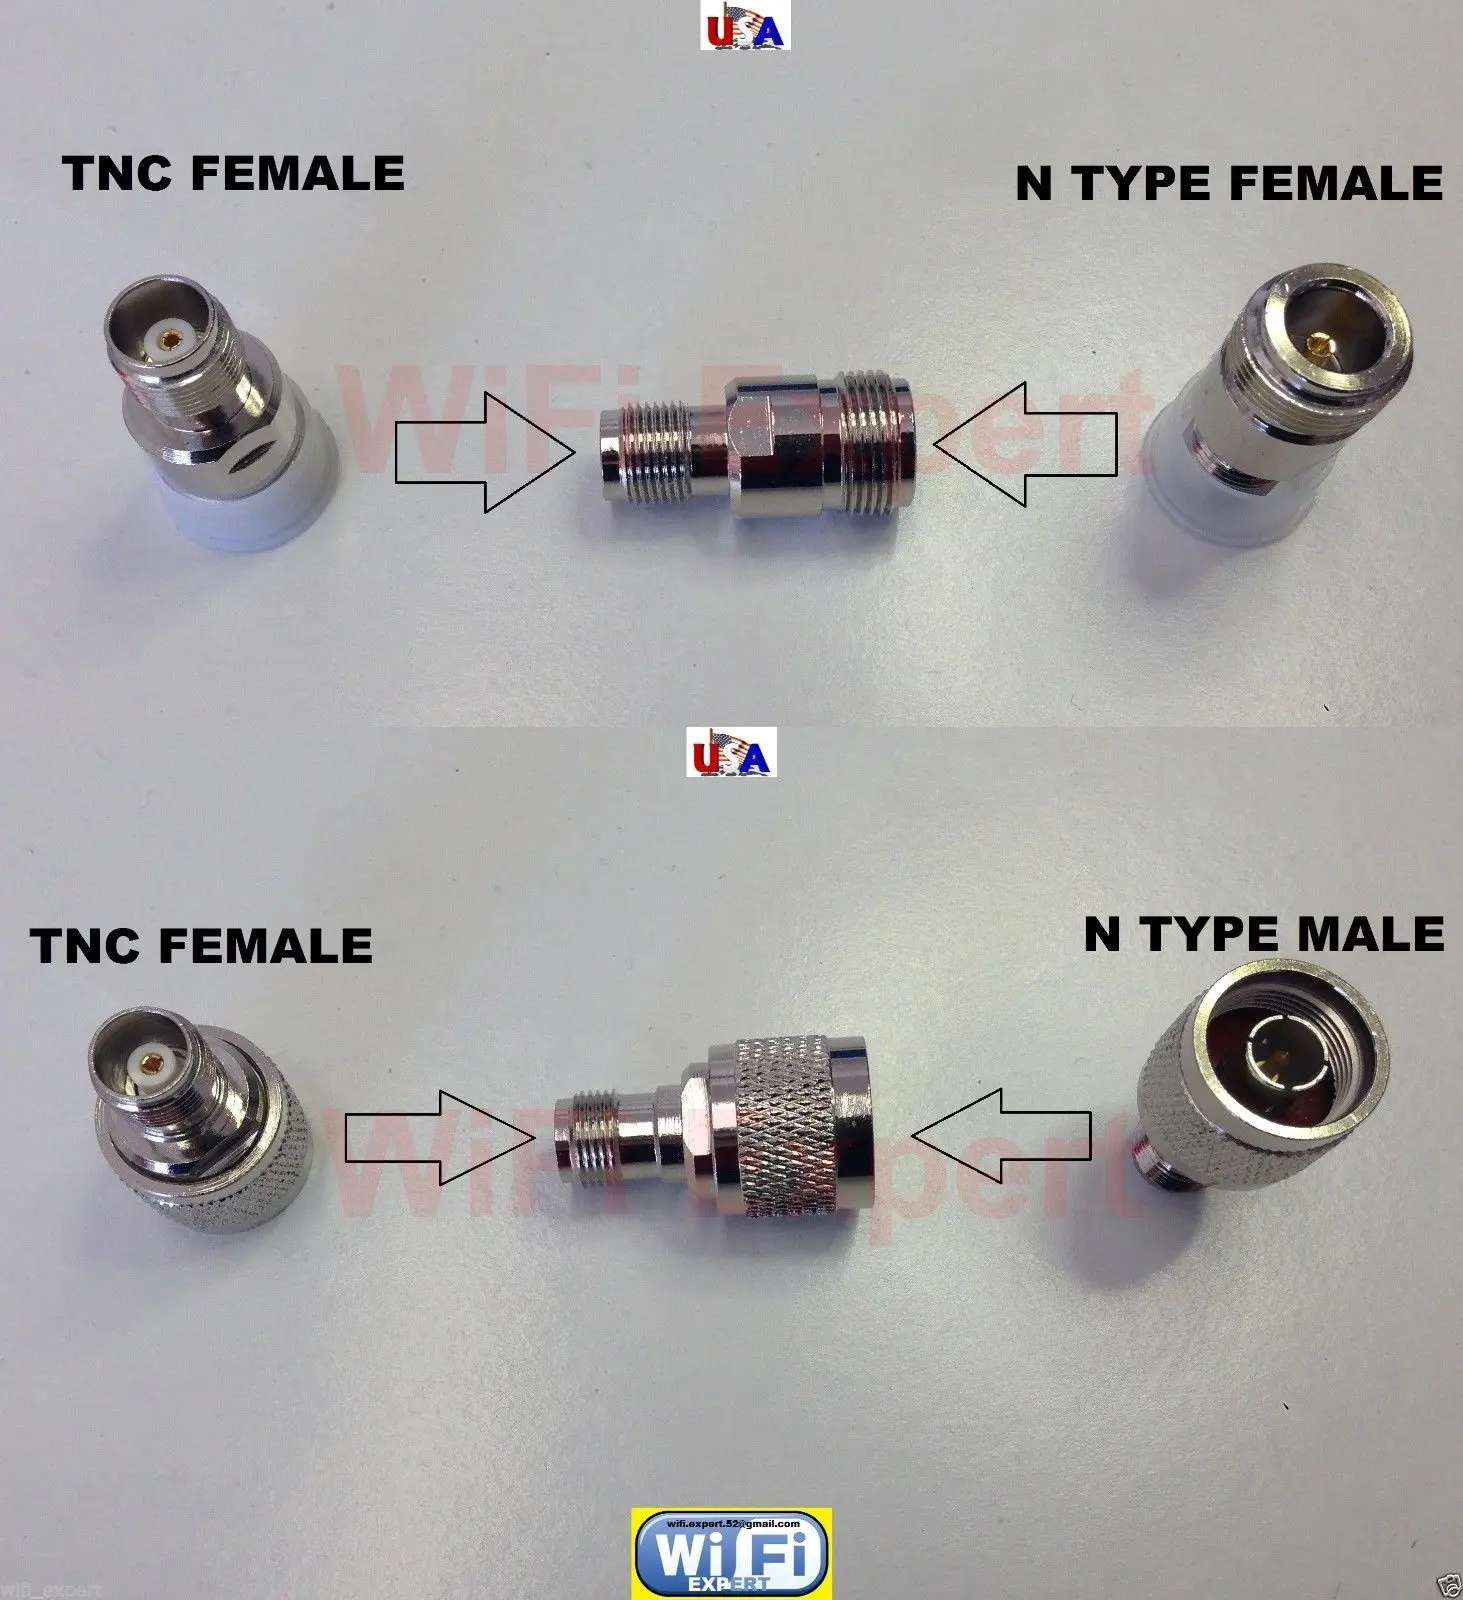 USA
TNC FEMALE
N TYPE FEMALE
WiFi Expert
USA
TNC FEMALE
N TYPE MALE
WiFi Expert
wifi.expert.52@gmail.com
WiFi
EXPERT
wifi_expert